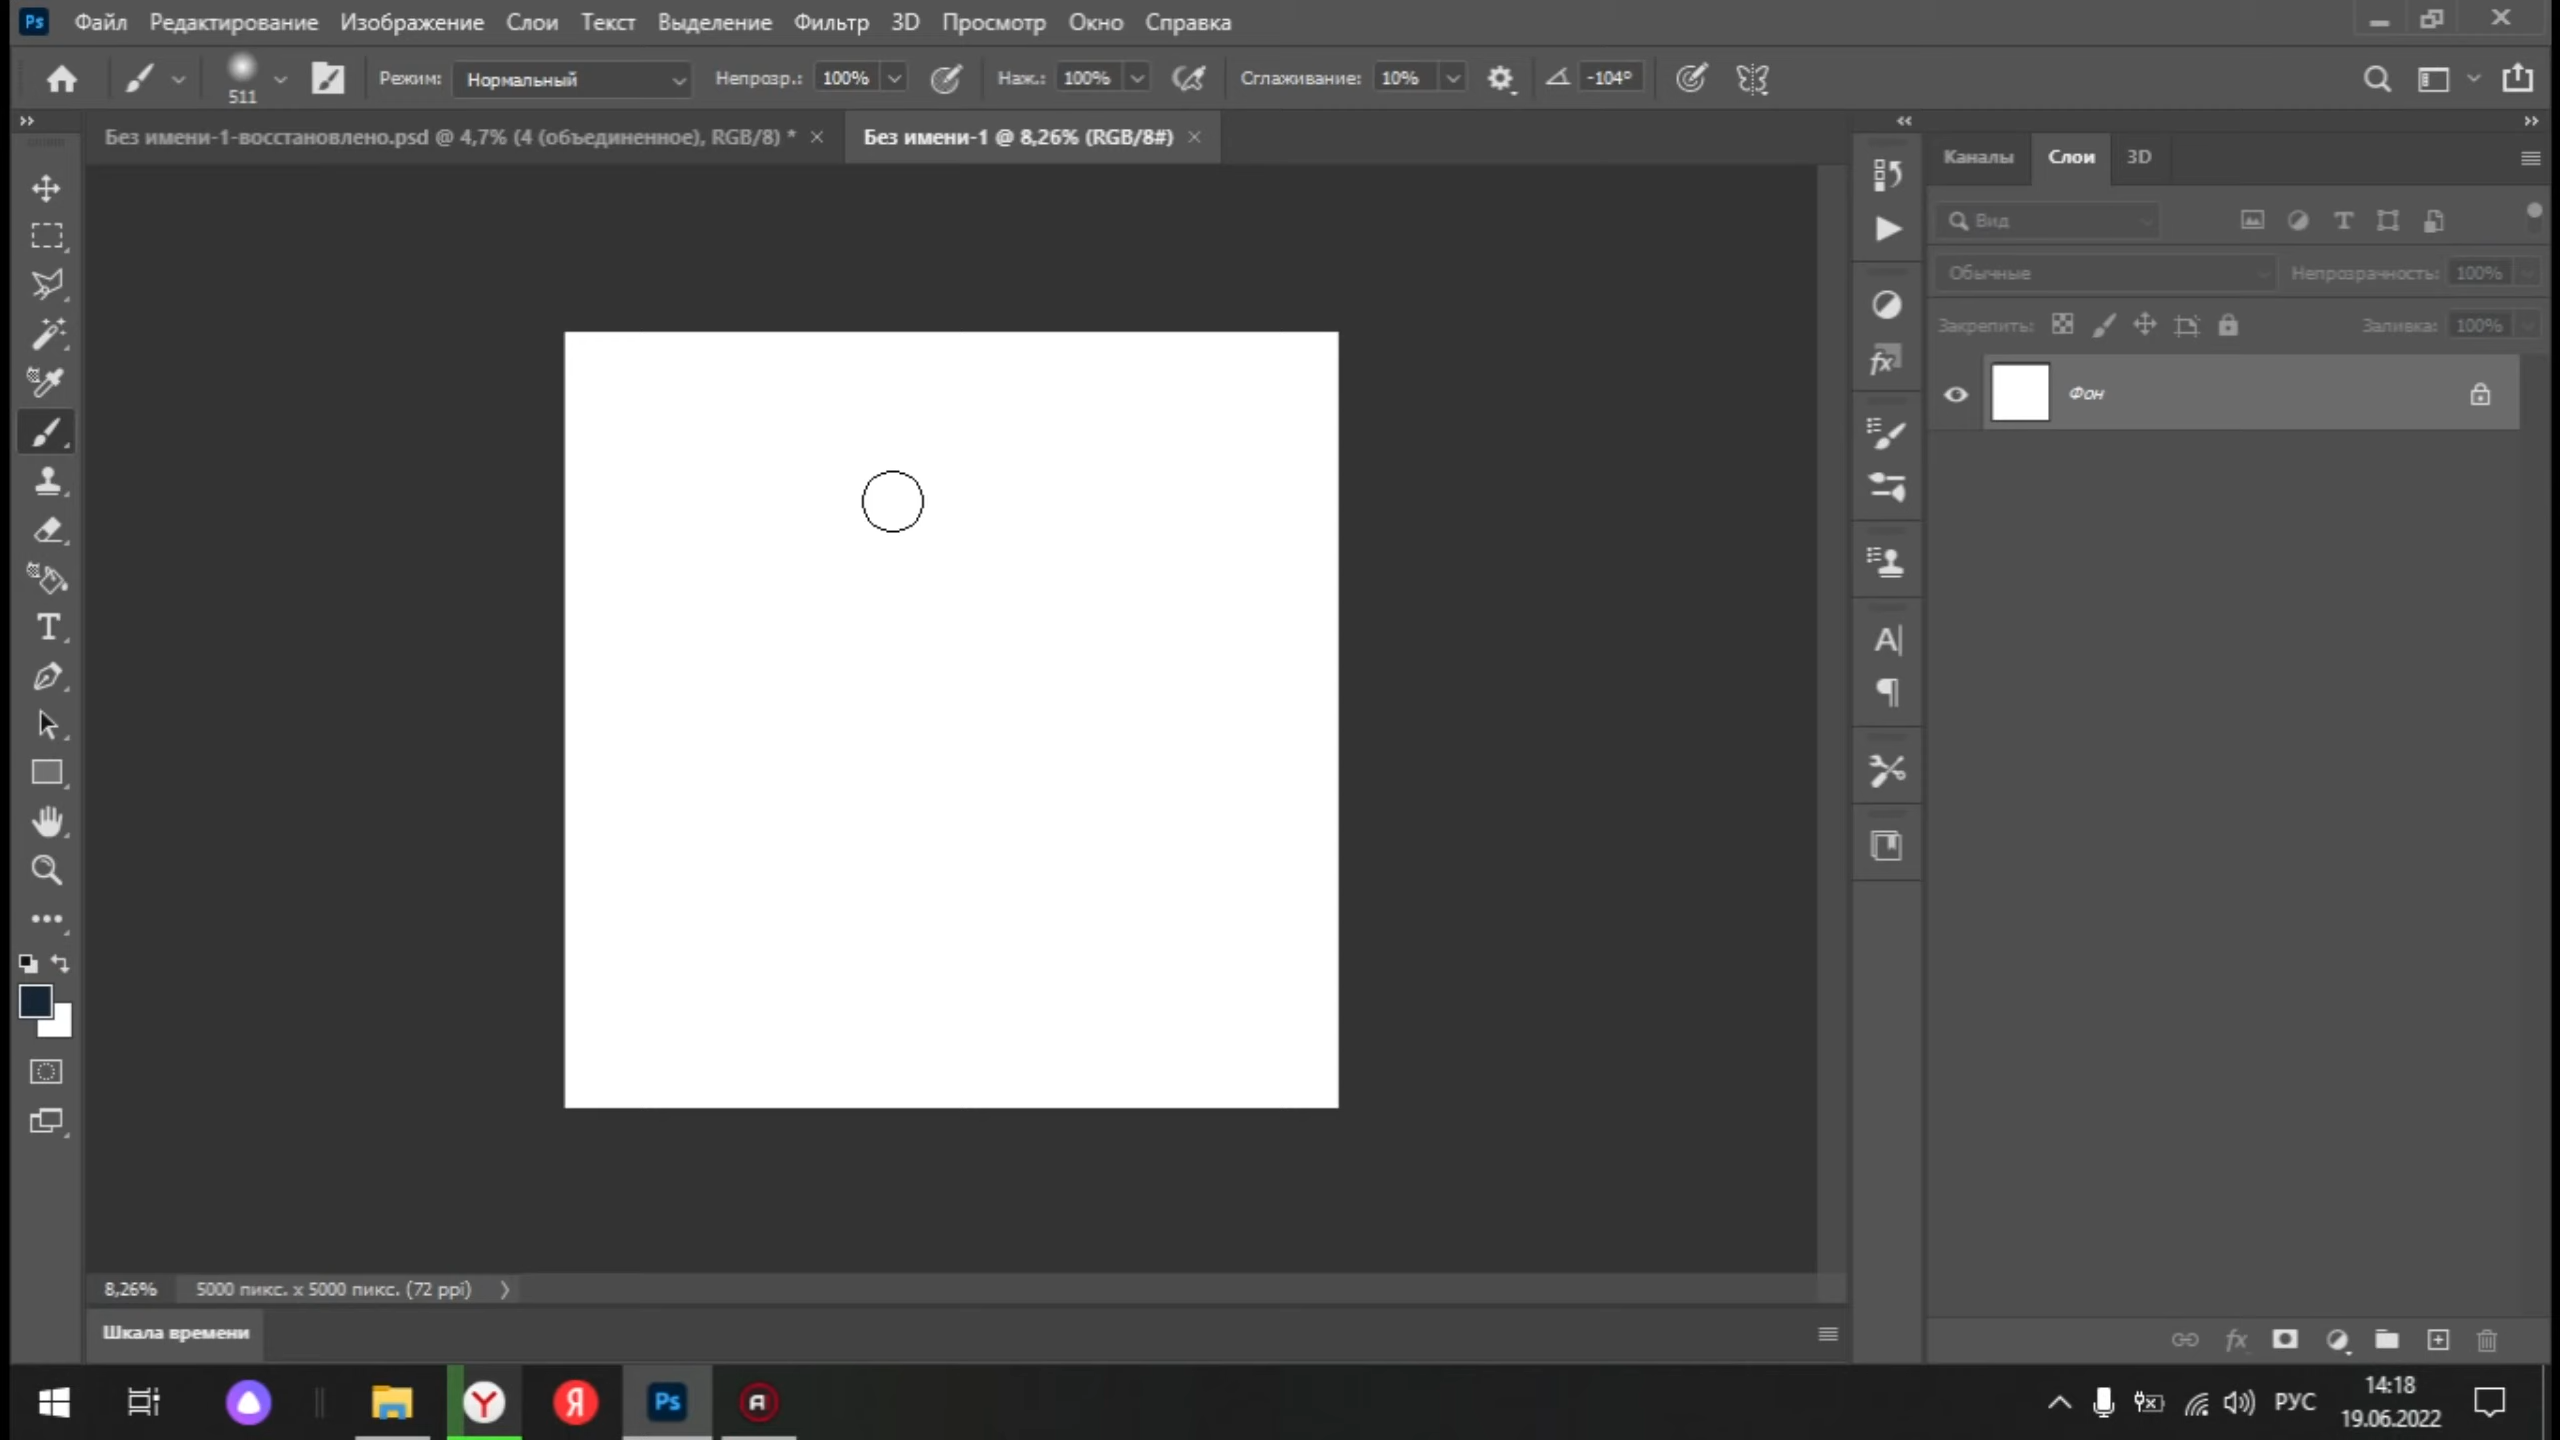 Ps Файл Редактирование Изображение Слои Текст Выделение Фильтр 3D Просмотр Окно Справка
511 Режим: Нормальный Непрозр.: 100% Наж.: 100% Сглаживание: 10% -104°
Без имени-1-восстановлено.psd @ 4,7% (4 (объединенное), RGB/8) * × Без имени-1 @ 8,26% (RGB/8#) ×
Каналы Слои 3D
Вид
Обычные Непрозрачность: 100%
Закрепить: Заливка: 100%
Фон
8,26% 5000 пикс. x 5000 пикс. (72 ppi)
Шкала времени
Y Я Ps РУС
14:18
19.06.2022